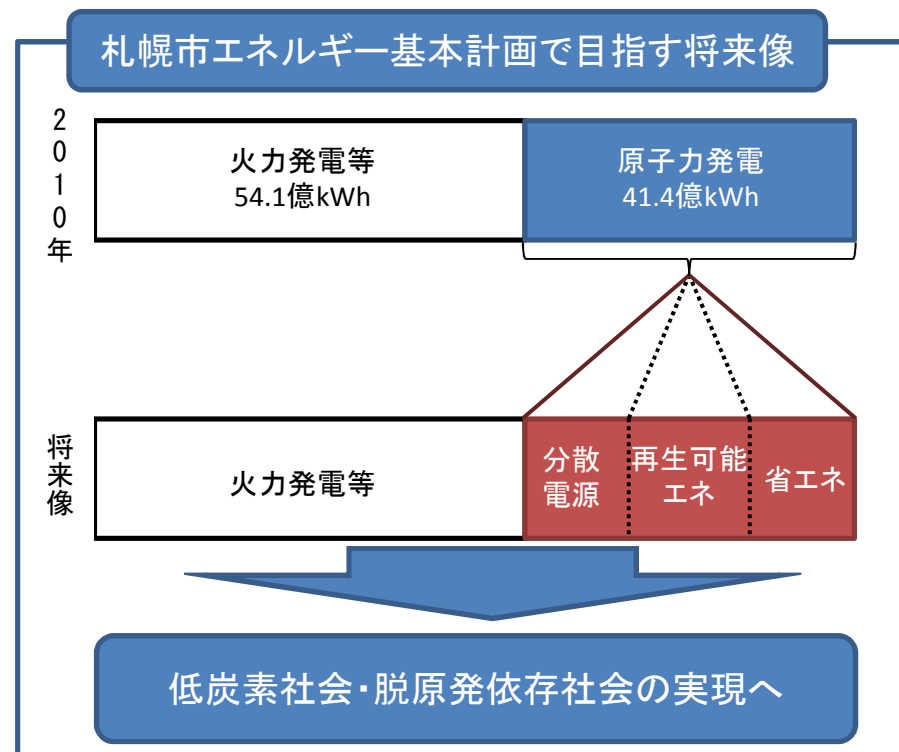 札幌市エネルギー基本計画で目指す将来像
2010年
火力発電等
54.1億kWh
原子力発電
41.4億kWh
将来像
火力発電等
分散
電源
再生可能
エネ
省エネ
低炭素社会・脱原発依存社会の実現へ